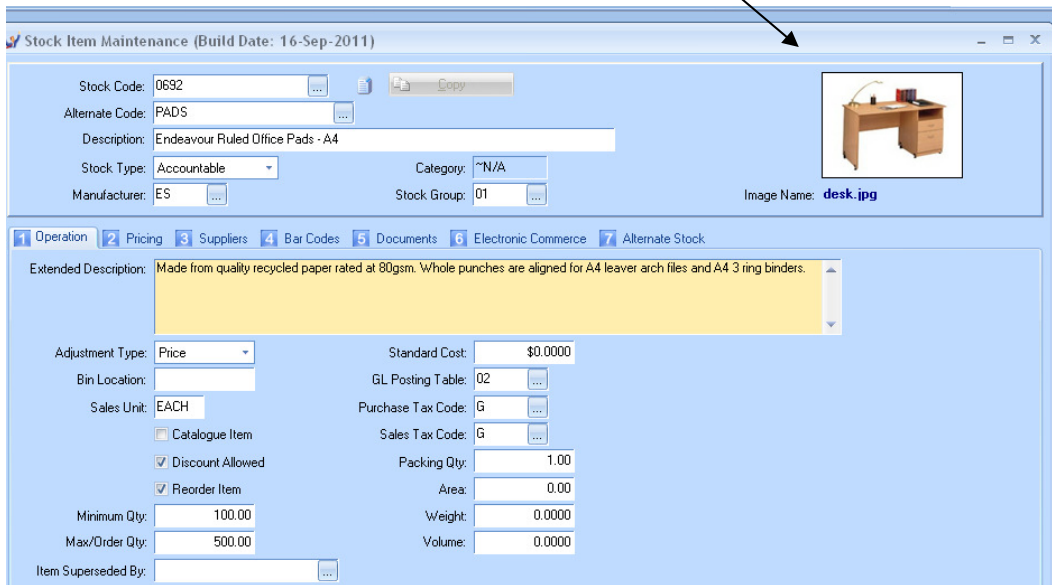 Stock Item Maintenance (Build Date: 16-Sep-2011)
Stock Code: 0692 ... Copy
Alternate Code: PADS ...
Description: Endeavour Ruled Office Pads - A4
Stock Type: Accountable Category: ~N/A
Manufacturer: ES ... Stock Group: 01 ... Image Name: desk.jpg
1 Operation 2 Pricing 3 Suppliers 4 Bar Codes 5 Documents 6 Electronic Commerce 7 Alternate Stock
Extended Description: Made from quality recycled paper rated at 80gsm. Whole punches are aligned for A4 leaver arch files and A4 3 ring binders.
Adjustment Type: Price Standard Cost: $0.0000
Bin Location: GL Posting Table: 02 ...
Sales Unit: EACH Purchase Tax Code: G ...
Catalogue Item Sales Tax Code: G ...
Discount Allowed Packing Qty: 1.00
Reorder Item Area: 0.00
Minimum Qty: 100.00 Weight: 0.0000
Max/Order Qty: 500.00 Volume: 0.0000
Item Superseded By: ...